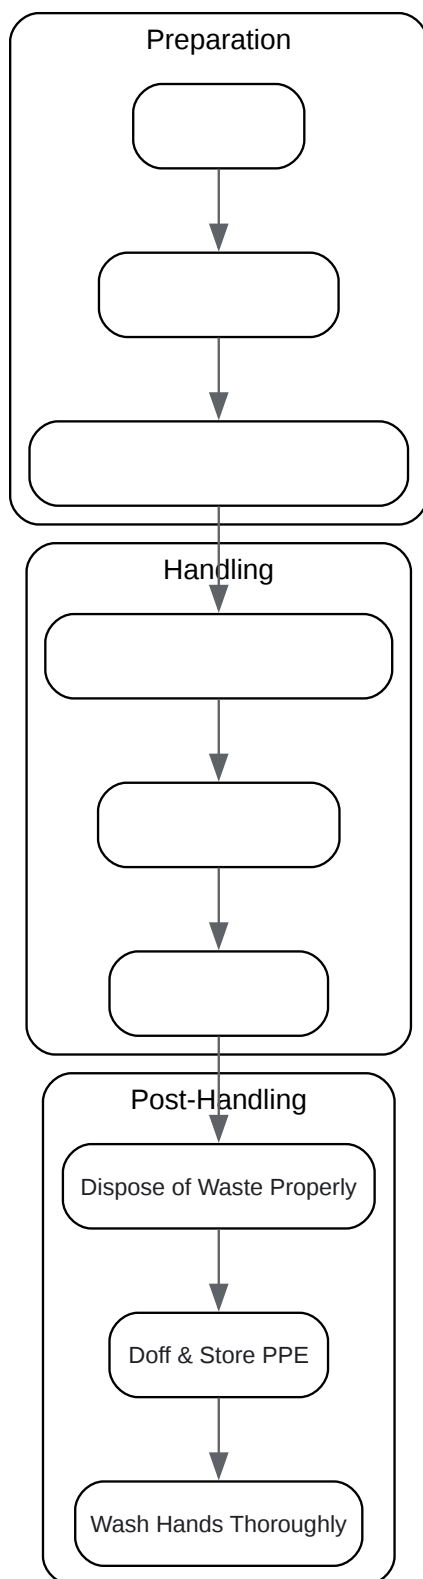 Preparation
Handling
Post-Handling
Dispose of Waste Properly
Doff & Store PPE
Wash Hands Thoroughly